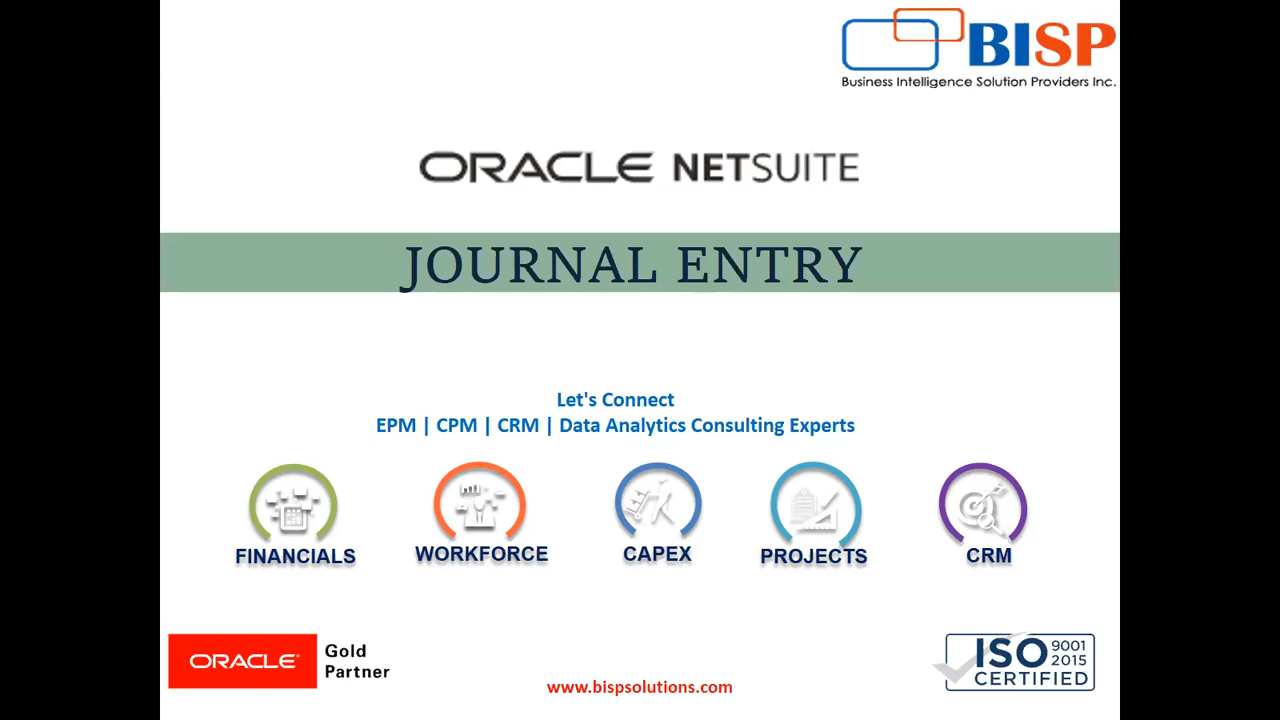 BISP
Business Intelligence Solution Providers Inc.
ORACLE NETSUITE
JOURNAL ENTRY
Let's Connect
EPM | CPM | CRM | Data Analytics Consulting Experts
FINANCIALS
WORKFORCE
CAPEX
PROJECTS
CRM
ORACLE®
Gold
Partner
www.bispsolutions.com
ISO 9001
2015
CERTIFIED